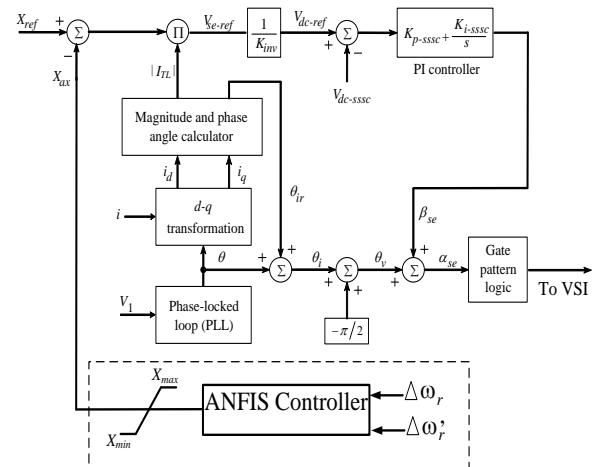 X_ref + Σ Π V_se-ref 1/K_inv V_dc-ref + Σ − K_p-sssc + K_i-sssc/s
−
X_ax
|I_TL|
V_dc-sssc
PI controller
Magnitude and phase
angle calculator
i_d i_q
θ_ir
β_se
i
d-q
transformation
θ + + Σ θ_i + Σ + θ_v + + Σ α_se
Gate
pattern
logic
To VSI
V_1
Phase-locked
loop (PLL)
−π/2
X_max
X_min
ANFIS Controller
Δω_r
Δω_r'